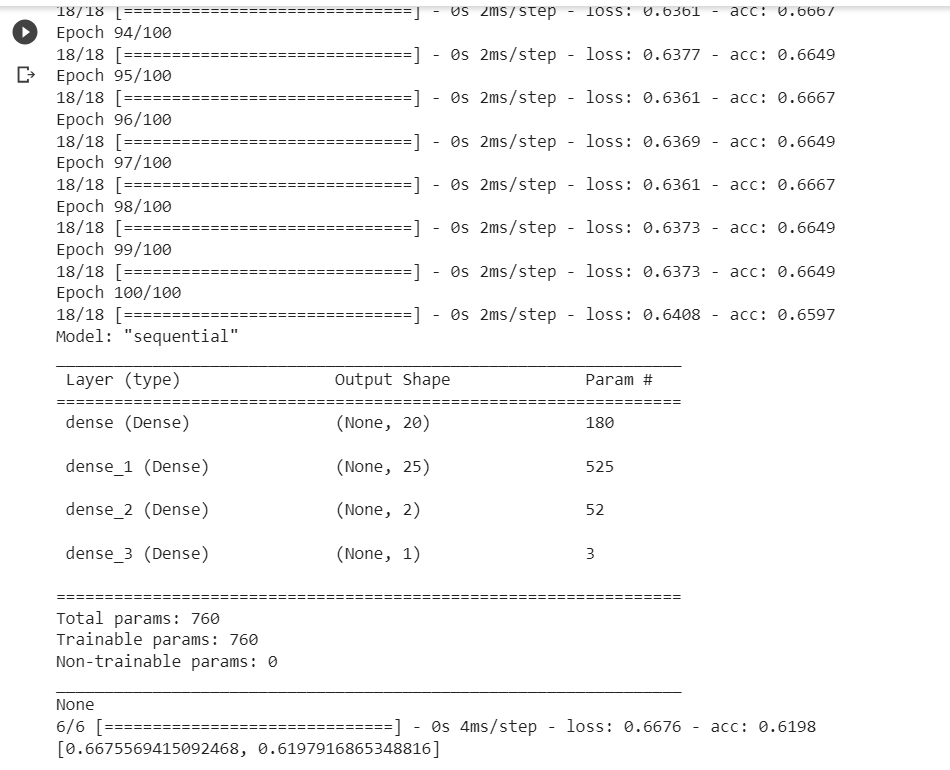 18/18 [==============================] - 0s 2ms/step - loss: 0.6361 - acc: 0.6667
Epoch 94/100
18/18 [==============================] - 0s 2ms/step - loss: 0.6377 - acc: 0.6649
Epoch 95/100
18/18 [==============================] - 0s 2ms/step - loss: 0.6361 - acc: 0.6667
Epoch 96/100
18/18 [==============================] - 0s 2ms/step - loss: 0.6369 - acc: 0.6649
Epoch 97/100
18/18 [==============================] - 0s 2ms/step - loss: 0.6361 - acc: 0.6667
Epoch 98/100
18/18 [==============================] - 0s 2ms/step - loss: 0.6373 - acc: 0.6649
Epoch 99/100
18/18 [==============================] - 0s 2ms/step - loss: 0.6373 - acc: 0.6649
Epoch 100/100
18/18 [==============================] - 0s 2ms/step - loss: 0.6408 - acc: 0.6597
Model: "sequential"
_________________________________________________________________
Layer (type) Output Shape Param #
=================================================================
dense (Dense) (None, 20) 180
dense_1 (Dense) (None, 25) 525
dense_2 (Dense) (None, 2) 52
dense_3 (Dense) (None, 1) 3
=================================================================
Total params: 760
Trainable params: 760
Non-trainable params: 0
_________________________________________________________________
None
6/6 [==============================] - 0s 4ms/step - loss: 0.6676 - acc: 0.6198
[0.6675569415092468, 0.6197916865348816]